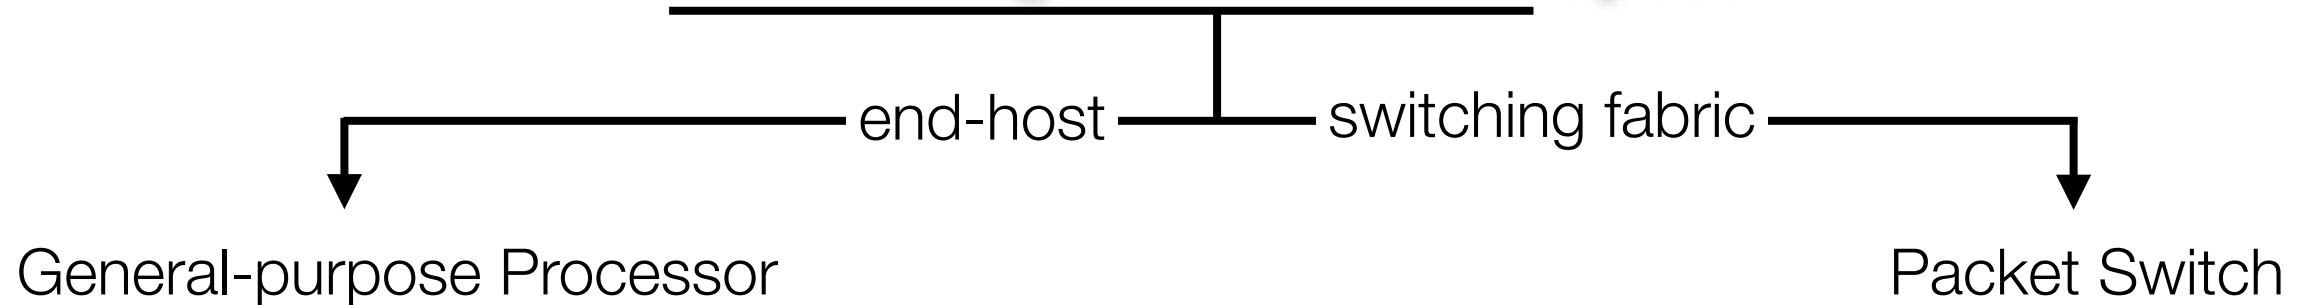 end-host switching fabric
General-purpose Processor Packet Switch